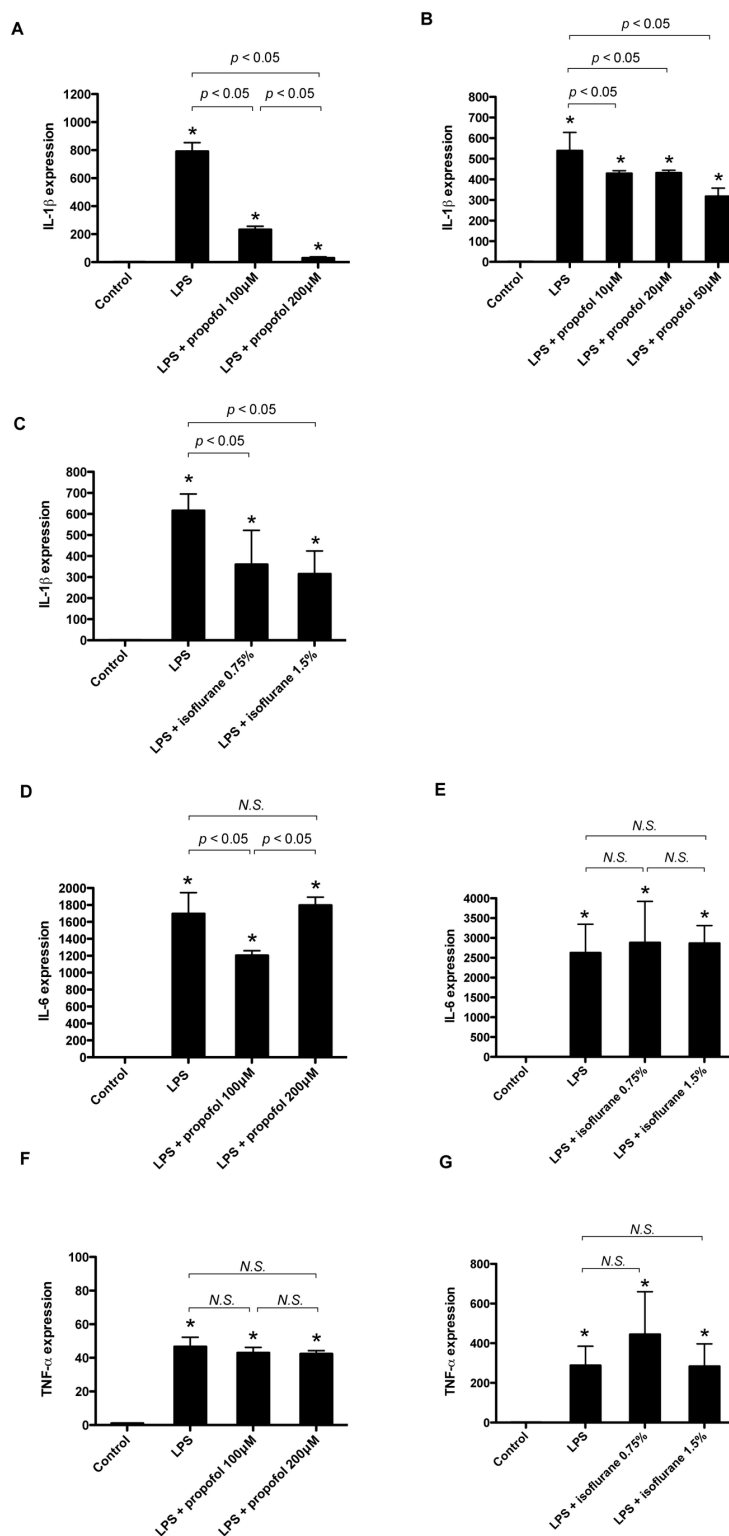 A
p < 0.05
p < 0.05 p < 0.05
IL-1β expression
1200
1000
800
600
400
200
0
*
*
*
Control
LPS
LPS + propofol 100µM
LPS + propofol 200µM
B
p < 0.05
p < 0.05
p < 0.05
IL-1β expression
800
700
600
500
400
300
200
100
0
*
*
*
*
Control
LPS
LPS + propofol 10µM
LPS + propofol 20µM
LPS + propofol 50µM
C
p < 0.05
p < 0.05
IL-1β expression
800
700
600
500
400
300
200
100
0
*
*
*
Control
LPS
LPS + isoflurane 0.75%
LPS + isoflurane 1.5%
D
N.S.
p < 0.05 p < 0.05
IL-6 expression
2000
1800
1600
1400
1200
1000
800
600
400
200
0
*
*
*
Control
LPS
LPS + propofol 100µM
LPS + propofol 200µM
E
N.S.
N.S. N.S.
IL-6 expression
4000
3500
3000
2500
2000
1500
1000
500
0
*
*
*
Control
LPS
LPS + isoflurane 0.75%
LPS + isoflurane 1.5%
F
N.S.
N.S. N.S.
TNF-α expression
100
80
60
40
20
0
*
*
*
Control
LPS
LPS + propofol 100µM
LPS + propofol 200µM
G
N.S.
N.S.
TNF-α expression
800
600
400
200
0
*
*
*
Control
LPS
LPS + isoflurane 0.75%
LPS + isoflurane 1.5%